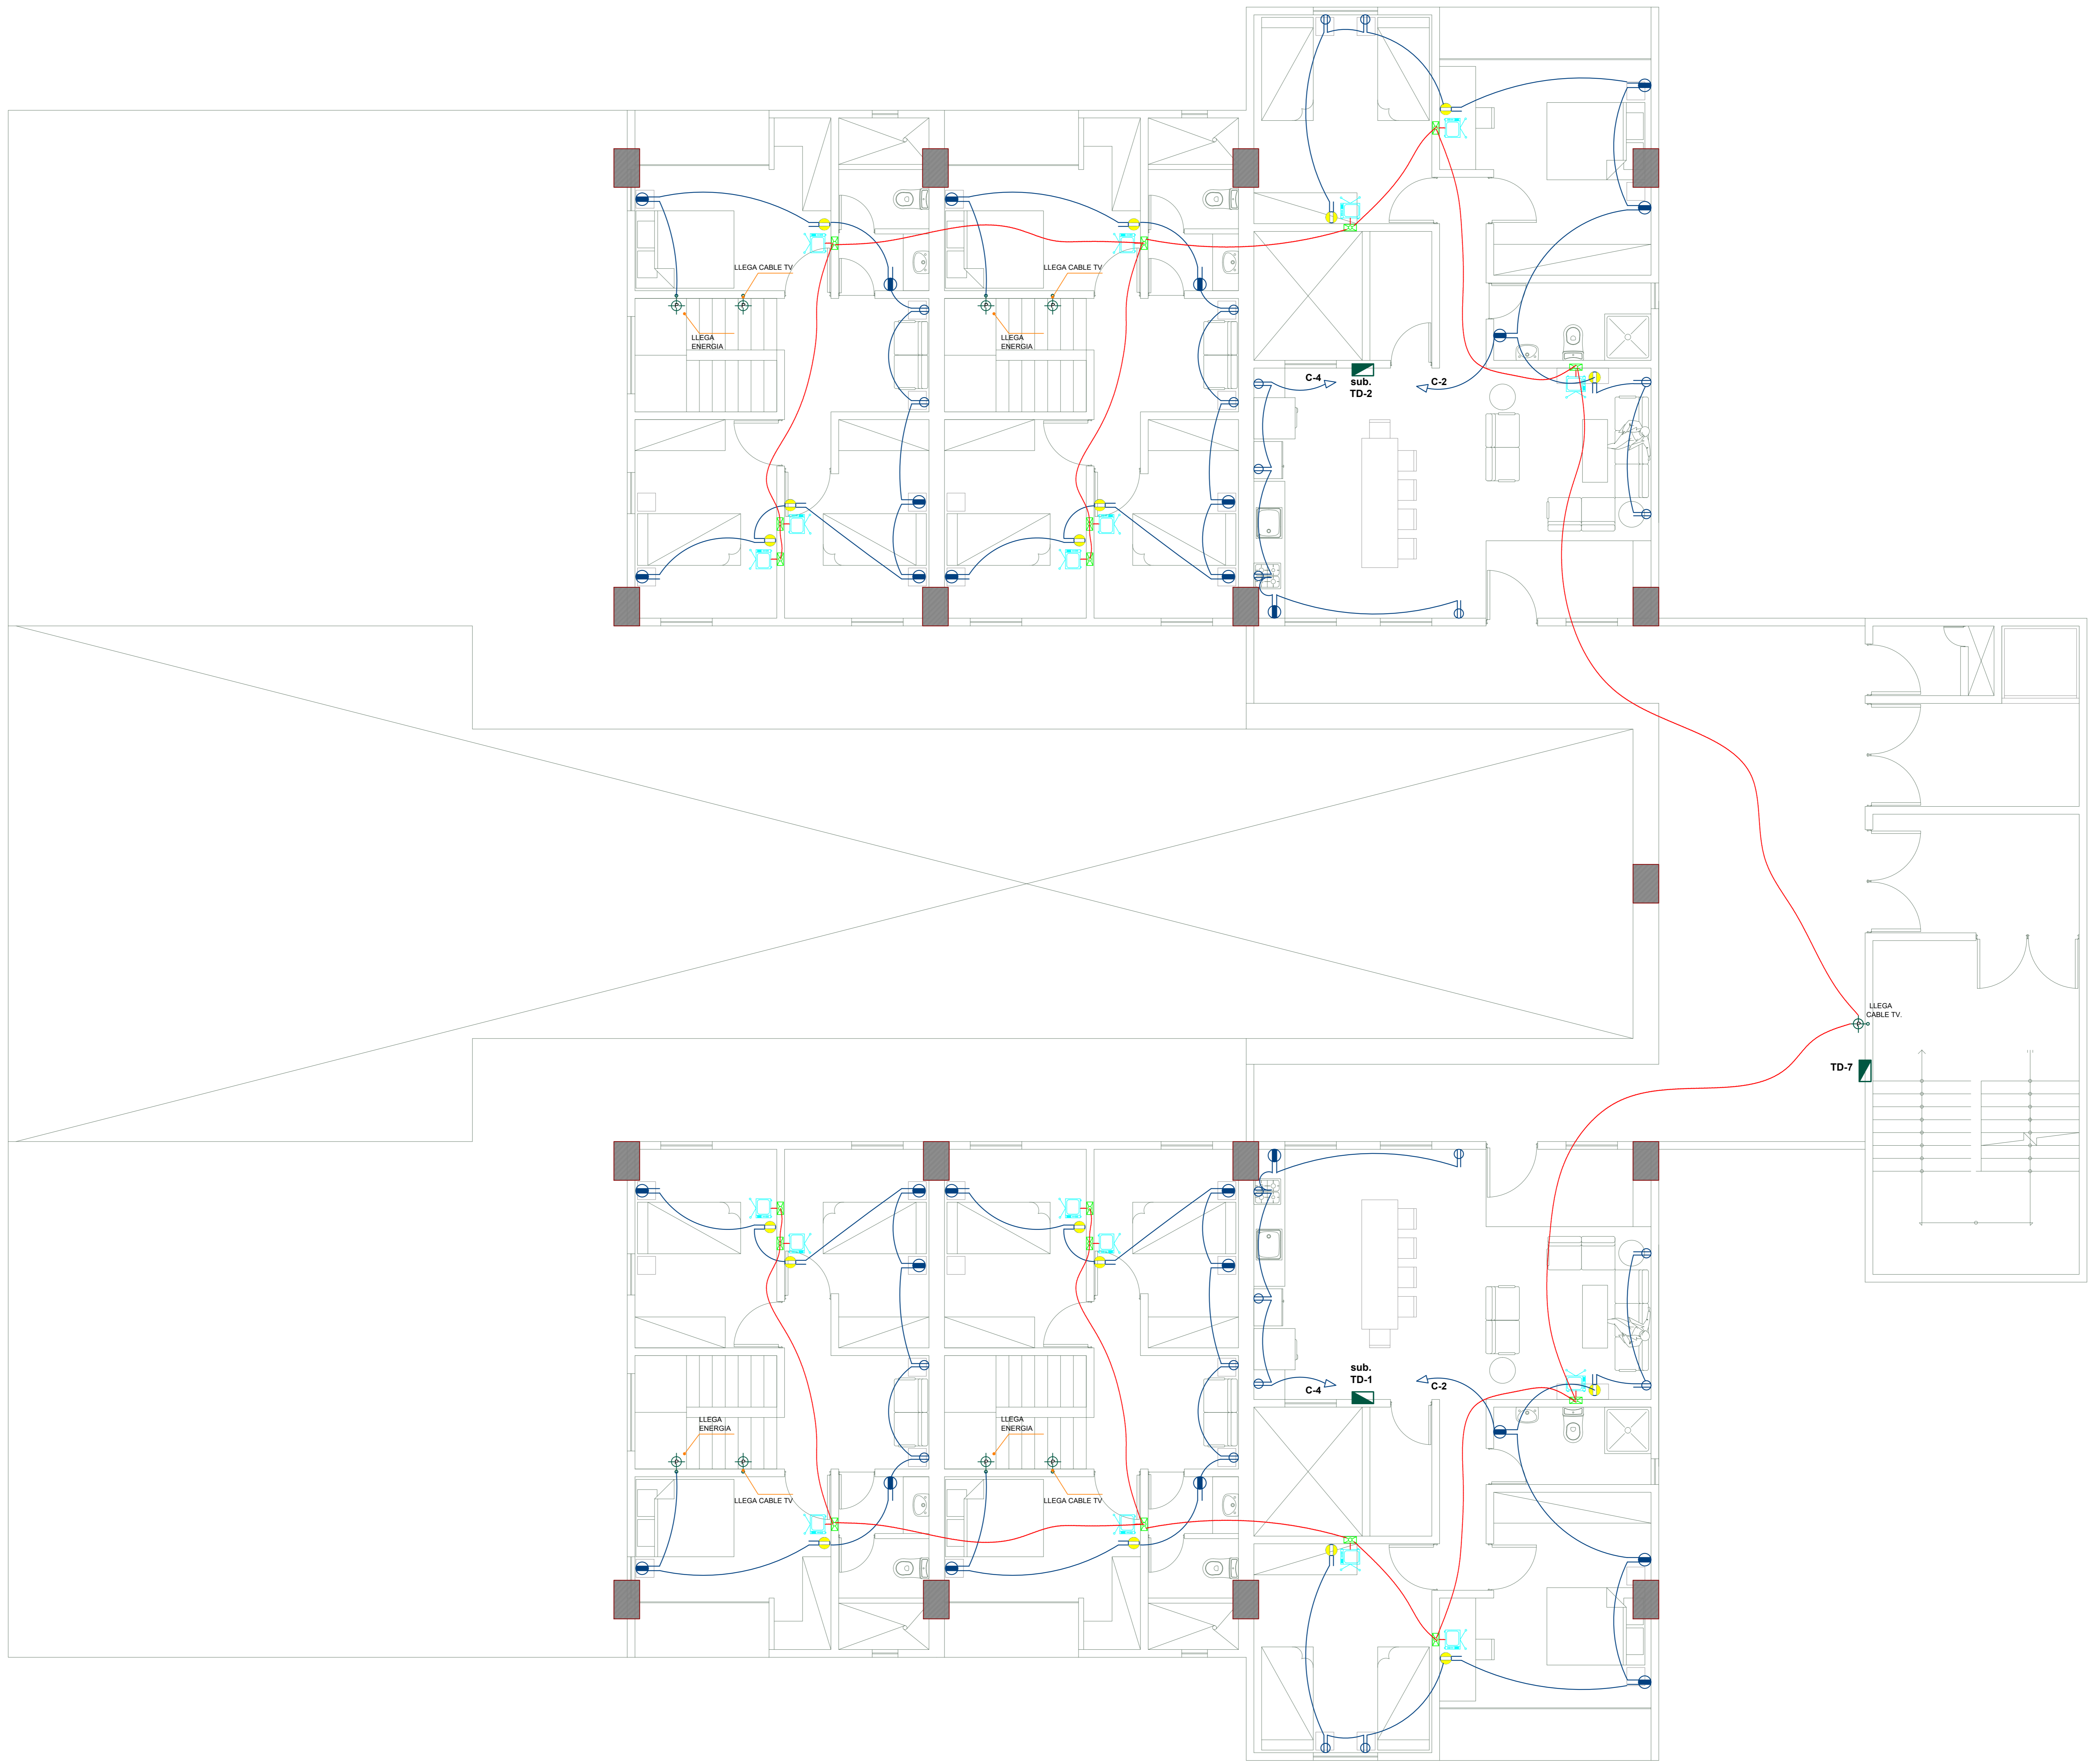 LLEGA CABLE TV
LLEGA CABLE TV
LLEGA
ENERGIA
LLEGA
ENERGIA
C-4
sub.
TD-2
C-2
LLEGA
CABLE TV.
TD-7
C-4
sub.
TD-1
C-2
LLEGA
ENERGIA
LLEGA
ENERGIA
LLEGA CABLE TV
LLEGA CABLE TV